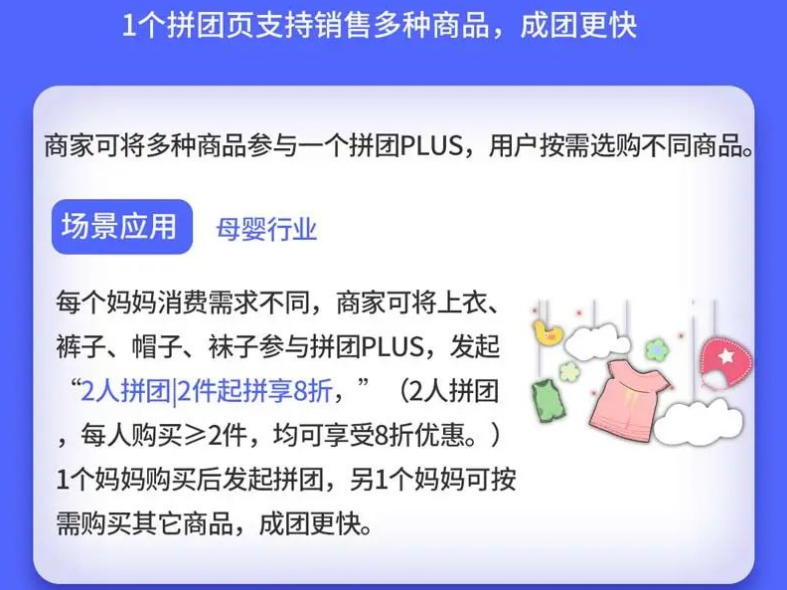 1个拼团页支持销售多种商品，成团更快
商家可将多种商品参与一个拼团PLUS，用户按需选购不同商品。
场景应用 母婴行业
每个妈妈消费需求不同，商家可将上衣、
裤子、帽子、袜子参与拼团PLUS，发起
“2人拼团|2件起拼享8折，”（2人拼团
，每人购买≥2件，均可享受8折优惠。）
1个妈妈购买后发起拼团，另1个妈妈可按
需购买其它商品，成团更快。